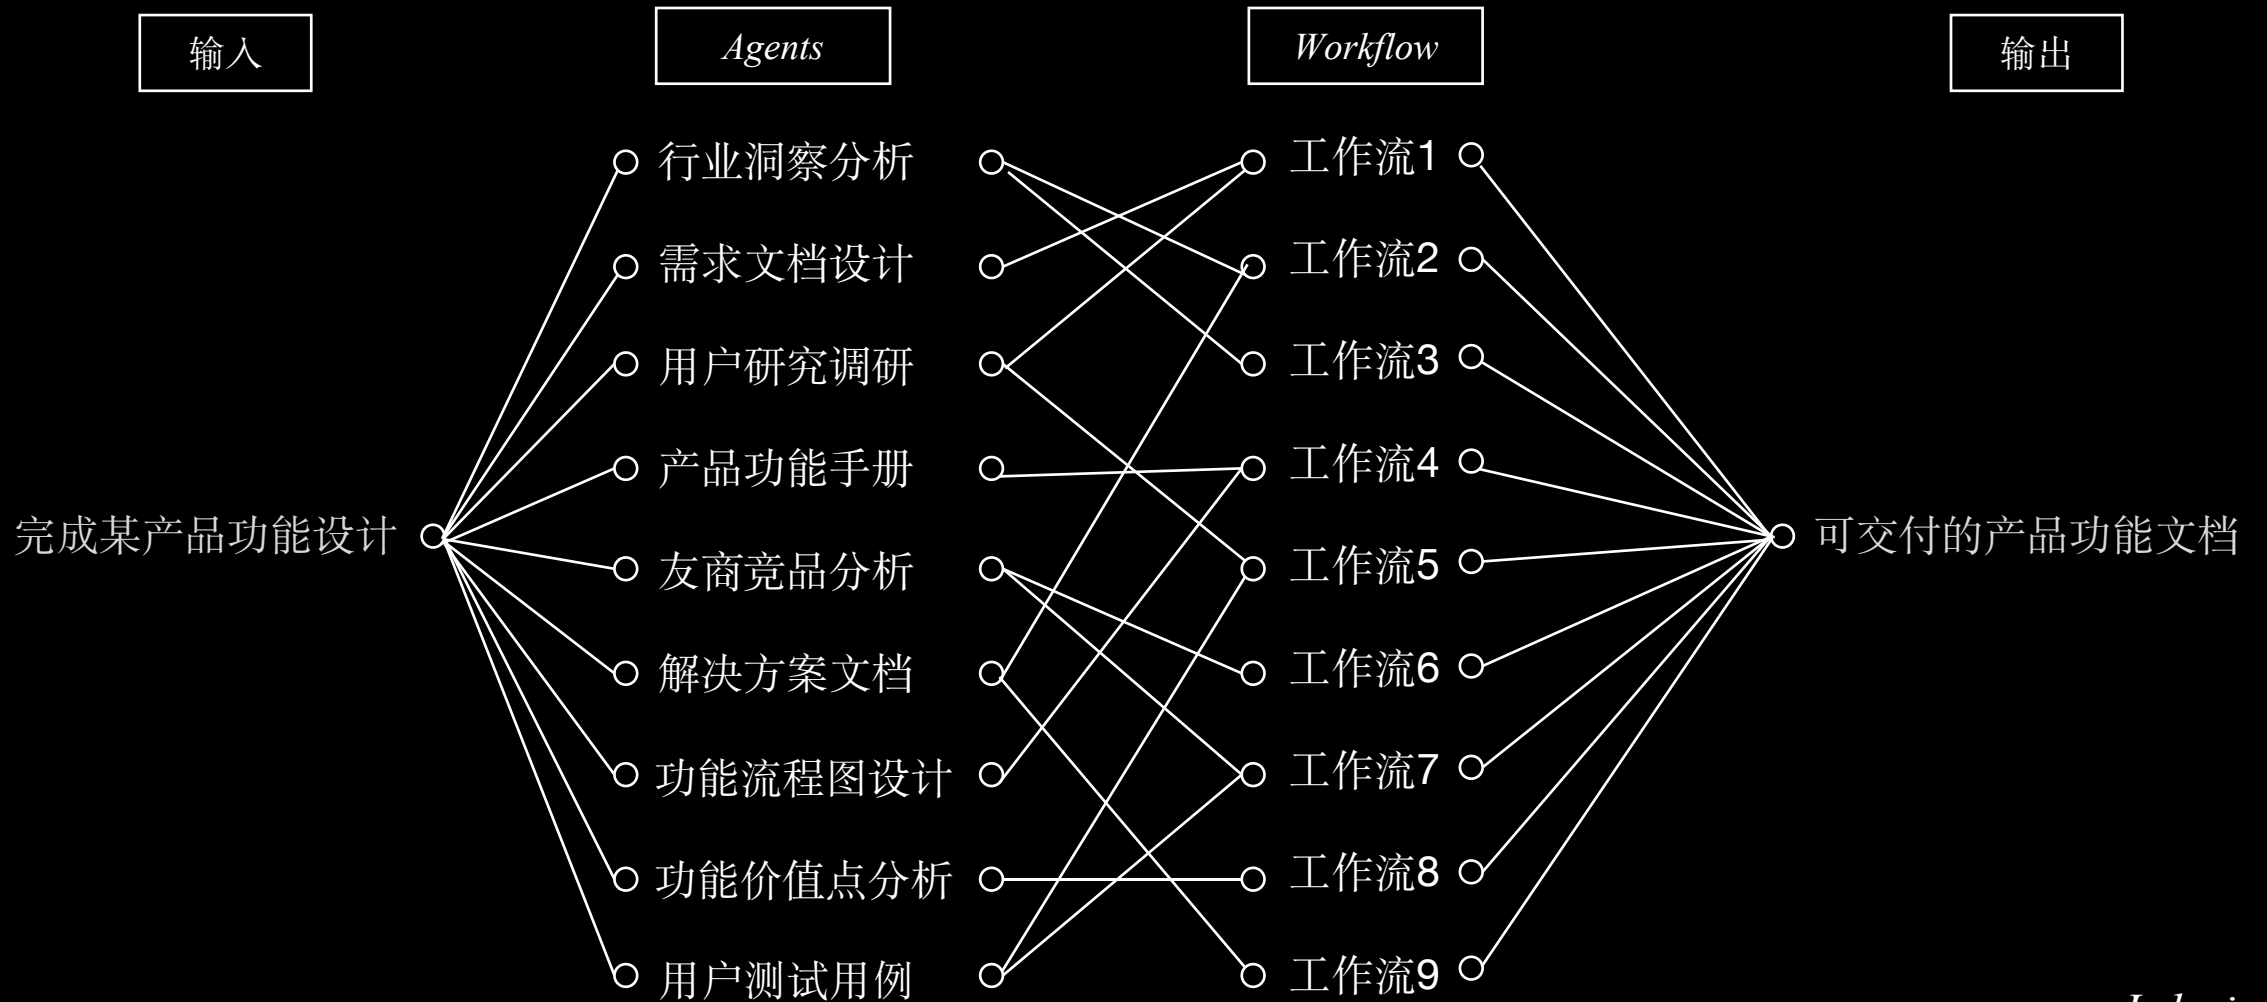 输入
Agents
Workflow
输出
行业洞察分析
工作流1
需求文档设计
工作流2
用户研究调研
工作流3
产品功能手册
工作流4
完成某产品功能设计
可交付的产品功能文档
友商竞品分析
工作流5
解决方案文档
工作流6
功能流程图设计
工作流7
功能价值点分析
工作流8
用户测试用例
工作流9